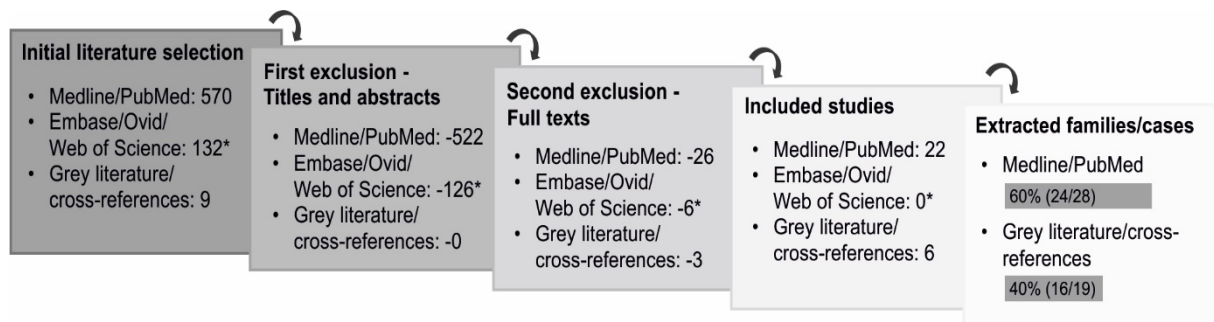 Initial literature selection
• Medline/PubMed: 570
• Embase/Ovid/
Web of Science: 132*
• Grey literature/
cross-references: 9
First exclusion -
Titles and abstracts
• Medline/PubMed: -522
• Embase/Ovid/
Web of Science: -126*
• Grey literature/
cross-references: -0
Second exclusion -
Full texts
• Medline/PubMed: -26
• Embase/Ovid/
Web of Science: -6*
• Grey literature/
cross-references: -3
Included studies
• Medline/PubMed: 22
• Embase/Ovid/
Web of Science: 0*
• Grey literature/
cross-references: 6
Extracted families/cases
• Medline/PubMed
60% (24/28)
• Grey literature/cross-
references
40% (16/19)